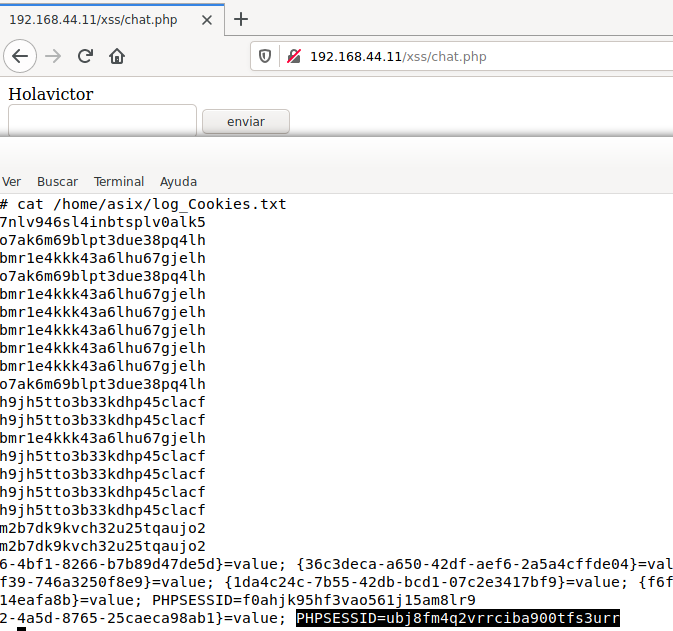 192.168.44.11/xss/chat.php
192.168.44.11/xss/chat.php
Holavictor
enviar
Ver Buscar Terminal Ayuda
# cat /home/asix/log_Cookies.txt
7nlv946sl4inbtsplv0alk5
o7ak6m69blpt3due38pq4lh
bmr1e4kkk43a6lhu67gjelh
o7ak6m69blpt3due38pq4lh
bmr1e4kkk43a6lhu67gjelh
bmr1e4kkk43a6lhu67gjelh
bmr1e4kkk43a6lhu67gjelh
bmr1e4kkk43a6lhu67gjelh
bmr1e4kkk43a6lhu67gjelh
o7ak6m69blpt3due38pq4lh
h9jh5tto3b33kdhp45clacf
h9jh5tto3b33kdhp45clacf
bmr1e4kkk43a6lhu67gjelh
h9jh5tto3b33kdhp45clacf
h9jh5tto3b33kdhp45clacf
h9jh5tto3b33kdhp45clacf
h9jh5tto3b33kdhp45clacf
m2b7dk9kvch32u25tqaujo2
m2b7dk9kvch32u25tqaujo2
6-4bf1-8266-b7b89d47de5d}=value; {36c3deca-a650-42df-aef6-2a5a4cffde04}=val
f39-746a3250f8e9}=value; {1da4c24c-7b55-42db-bcd1-07c2e3417bf9}=value; {f6f
14eafa8b}=value; PHPSESSID=f0ahjk95hf3vao561j15am8lr9
2-4a5d-8765-25caeca98ab1}=value; PHPSESSID=ubj8fm4q2vrrciba900tfs3urr